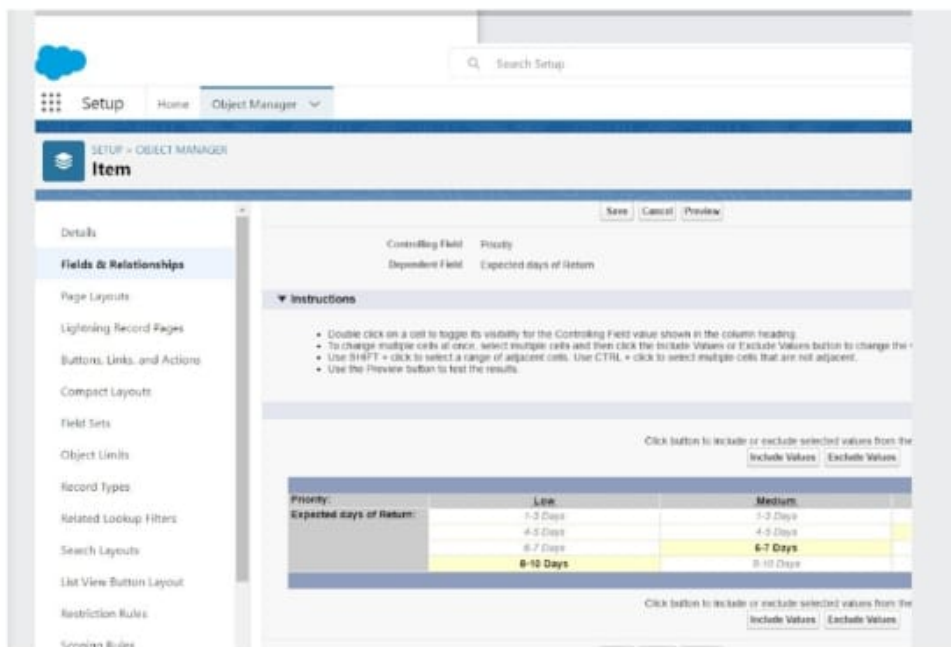 Search Setup
Setup Home Object Manager
SETUP > OBJECT MANAGER
Item
Details
Fields & Relationships
Page Layouts
Lightning Record Pages
Buttons, Links, and Actions
Compact Layouts
Field Sets
Object Limits
Record Types
Related Lookup Filters
Search Layouts
List View Button Layout
Restriction Rules
Scoping Rules
Save Cancel Preview
Controlling Field Priority
Dependent Field Expected days of Return
Instructions
Double click on a cell to toggle its visibility for the Controlling Field value shown in the column heading.
To change multiple cells at once, select multiple cells and then click the Include Values or Exclude Values button to change the
Use SHIFT + click to select a range of adjacent cells. Use CTRL + click to select multiple cells that are not adjacent.
Use the Preview button to test the results.
Click button to include or exclude selected values from the
Include Values Exclude Values
Priority: Low Medium
Expected days of Return: 1-3 Days 1-3 Days
4-5 Days 4-5 Days
6-7 Days 6-7 Days
8-10 Days 8-10 Days
Click button to include or exclude selected values from the
Include Values Exclude Values